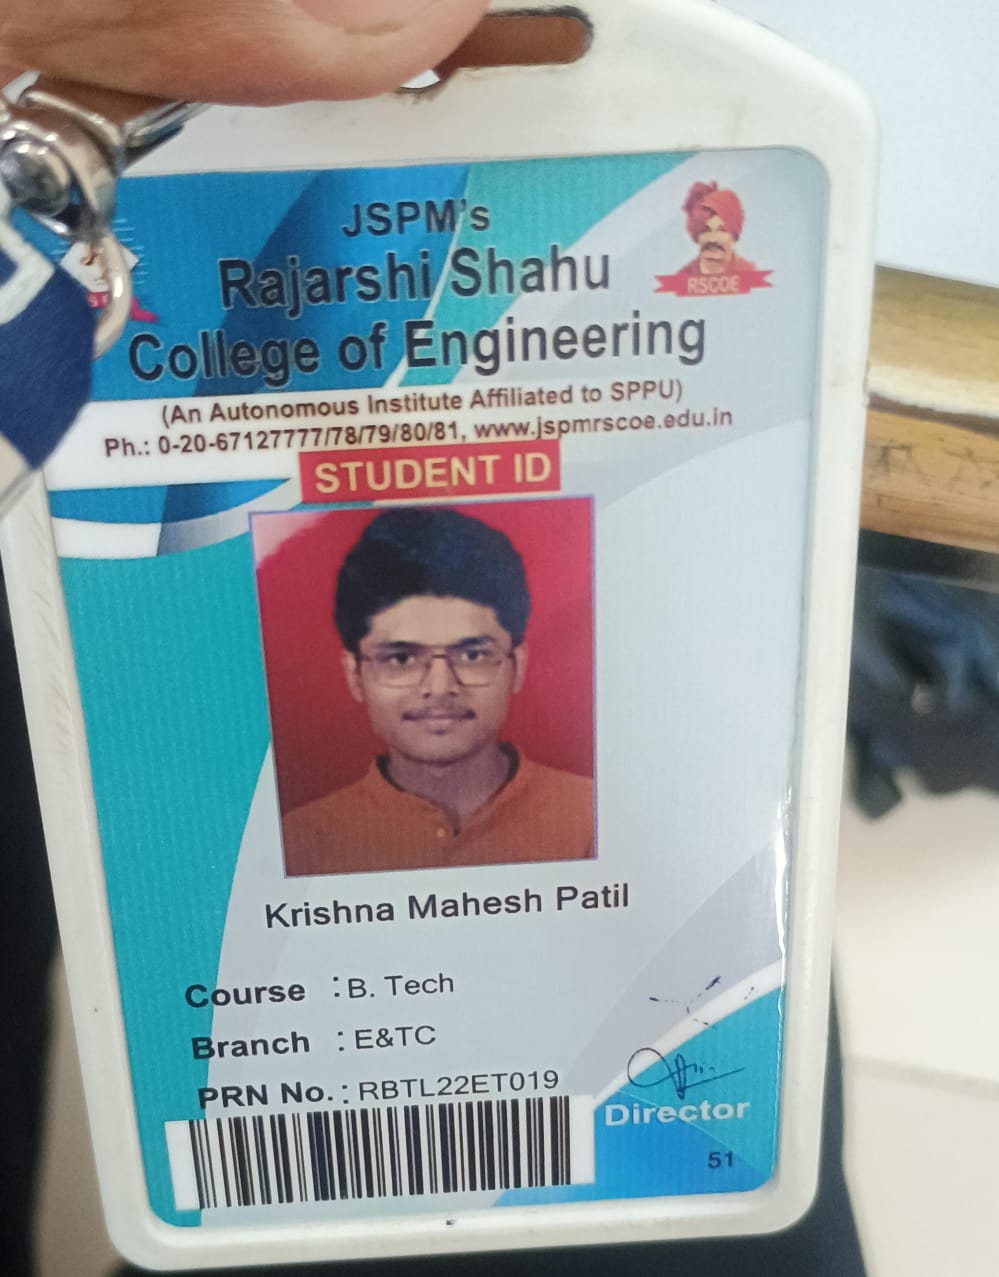 JSPM's
Rajarshi Shahu
College of Engineering
RSCOE
(An Autonomous Institute Affiliated to SPPU)
Ph.: 0-20-67127777/78/79/80/81, www.jspmrscoe.edu.in
STUDENT ID
Krishna Mahesh Patil
Course : B. Tech
Branch : E&TC
PRN No. : RBTL22ET019
Director
51